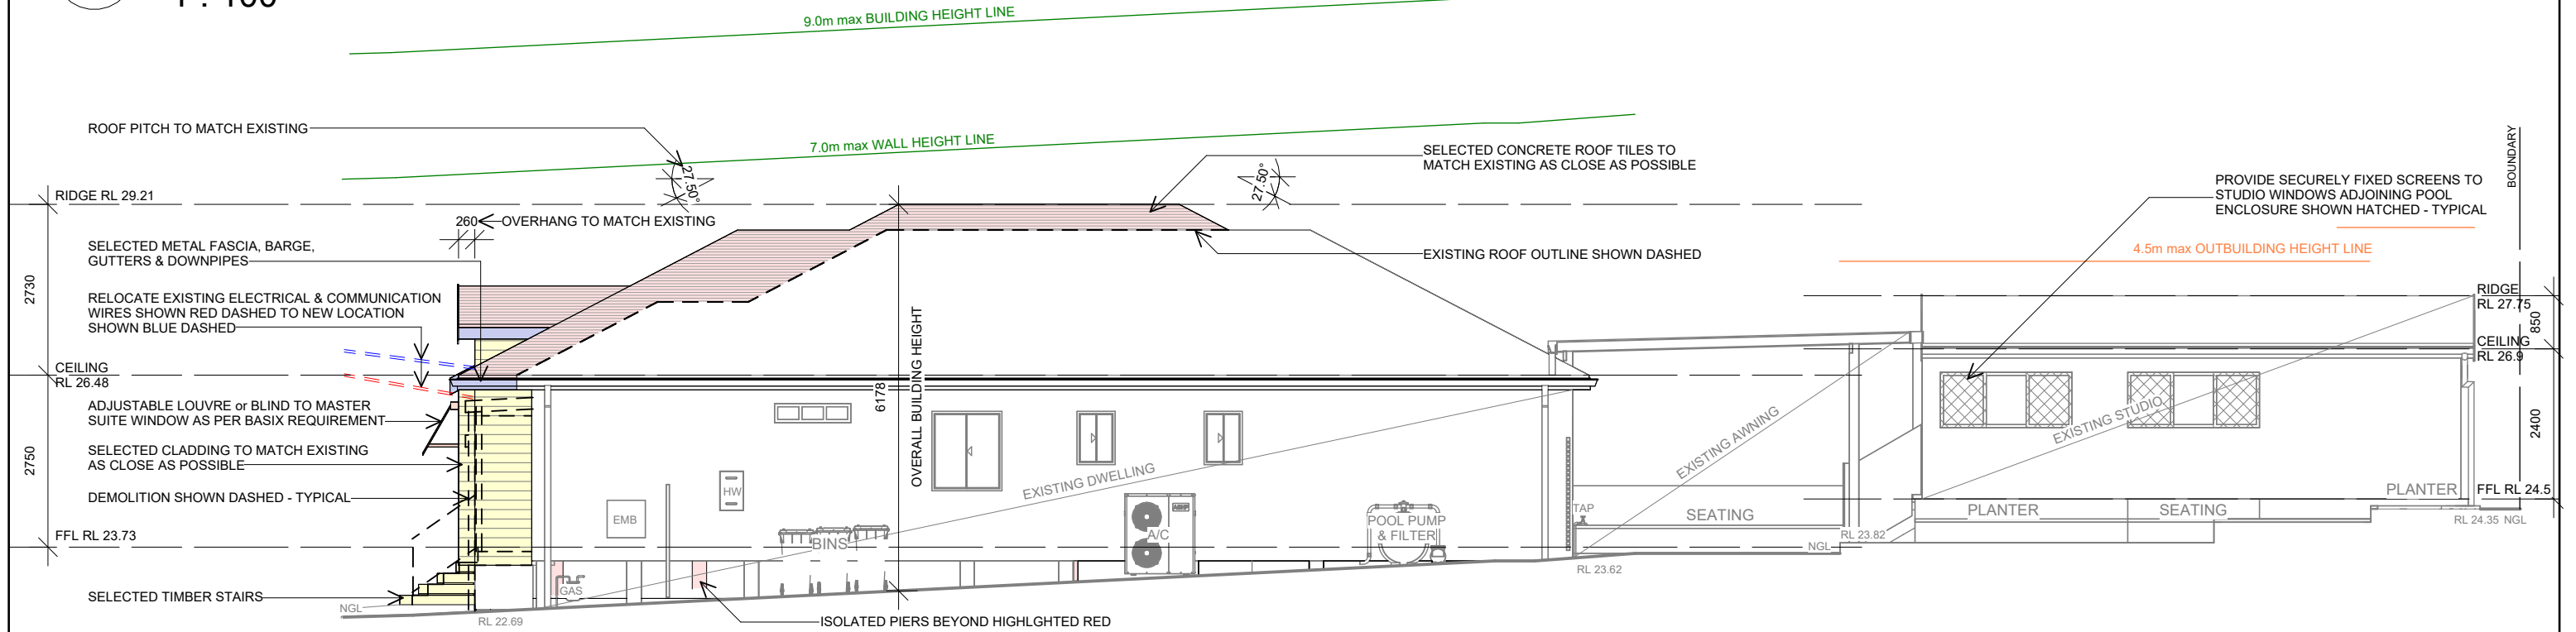 1 : 100
9.0m max BUILDING HEIGHT LINE
ROOF PITCH TO MATCH EXISTING
7.0m max WALL HEIGHT LINE
27.50°
27.50°
SELECTED CONCRETE ROOF TILES TO
MATCH EXISTING AS CLOSE AS POSSIBLE
BOUNDARY
PROVIDE SECURELY FIXED SCREENS TO
STUDIO WINDOWS ADJOINING POOL
ENCLOSURE SHOWN HATCHED - TYPICAL
RIDGE RL 29.21
260
OVERHANG TO MATCH EXISTING
SELECTED METAL FASCIA, BARGE,
GUTTERS & DOWNPIPES
EXISTING ROOF OUTLINE SHOWN DASHED
4.5m max OUTBUILDING HEIGHT LINE
2730
RELOCATE EXISTING ELECTRICAL & COMMUNICATION
WIRES SHOWN RED DASHED TO NEW LOCATION
SHOWN BLUE DASHED
RIDGE
RL 27.75
850
CEILING
RL 26.9
CEILING
RL 26.48
6178
OVERALL BUILDING HEIGHT
ADJUSTABLE LOUVRE or BLIND TO MASTER
SUITE WINDOW AS PER BASIX REQUIREMENT
EXISTING AWNING
EXISTING STUDIO
2400
SELECTED CLADDING TO MATCH EXISTING
AS CLOSE AS POSSIBLE
2750
EXISTING DWELLING
HW
DEMOLITION SHOWN DASHED - TYPICAL
PLANTER
FFL RL 24.5
EMB
TAP
SEATING
PLANTER
SEATING
RL 24.35 NGL
POOL PUMP
& FILTER
A/C
BINS
FFL RL 23.73
RL 23.82
NGL
RL 23.62
GAS
SELECTED TIMBER STAIRS
NGL
RL 22.69
ISOLATED PIERS BEYOND HIGHLGHTED RED